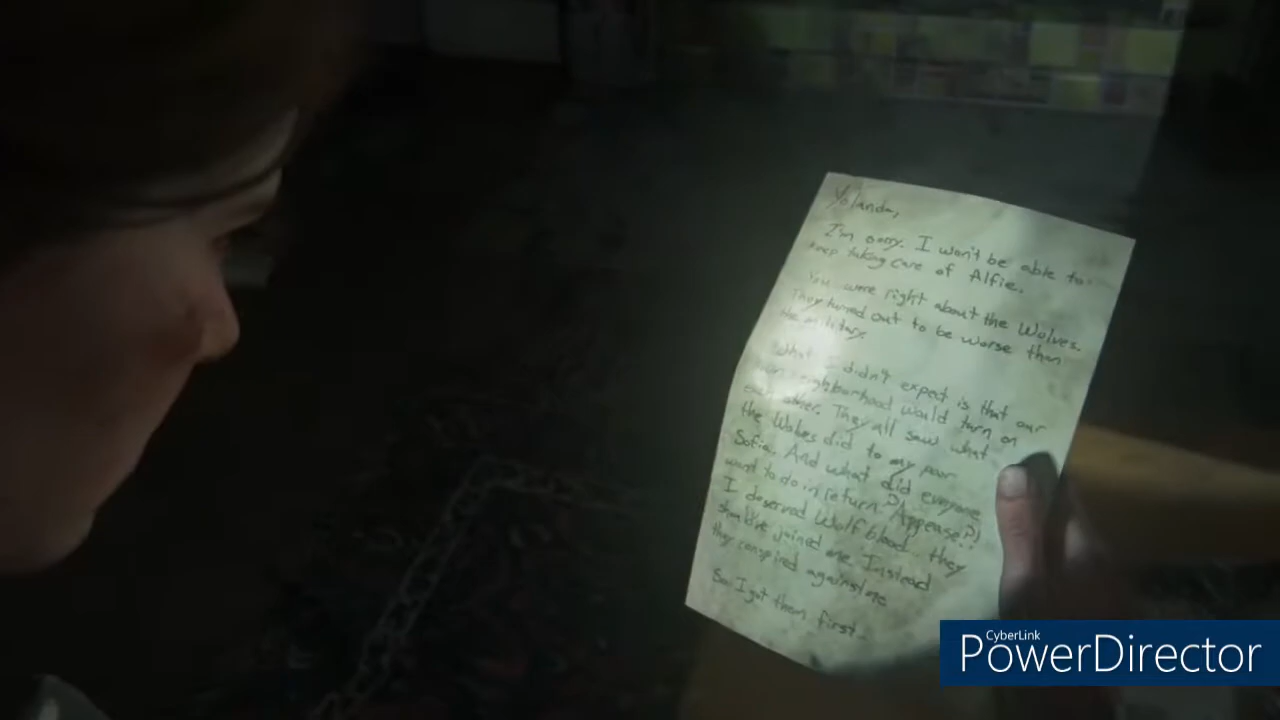 Yolanda,
I'm sorry. I won't be able to
keep taking care of Alfie.
You were right about the Wolves.
They turned out to be worse than
the military.
What I didn't expect is that our
own neighborhood would turn on
each other. They all saw what
the Wolves did to my poor
Sofia. And what did everyone
want to do in return? Appease?!
I deserved Wolf blood. they
should've joined me. Instead
they conspired against me
So I got them first.
CyberLink
PowerDirector